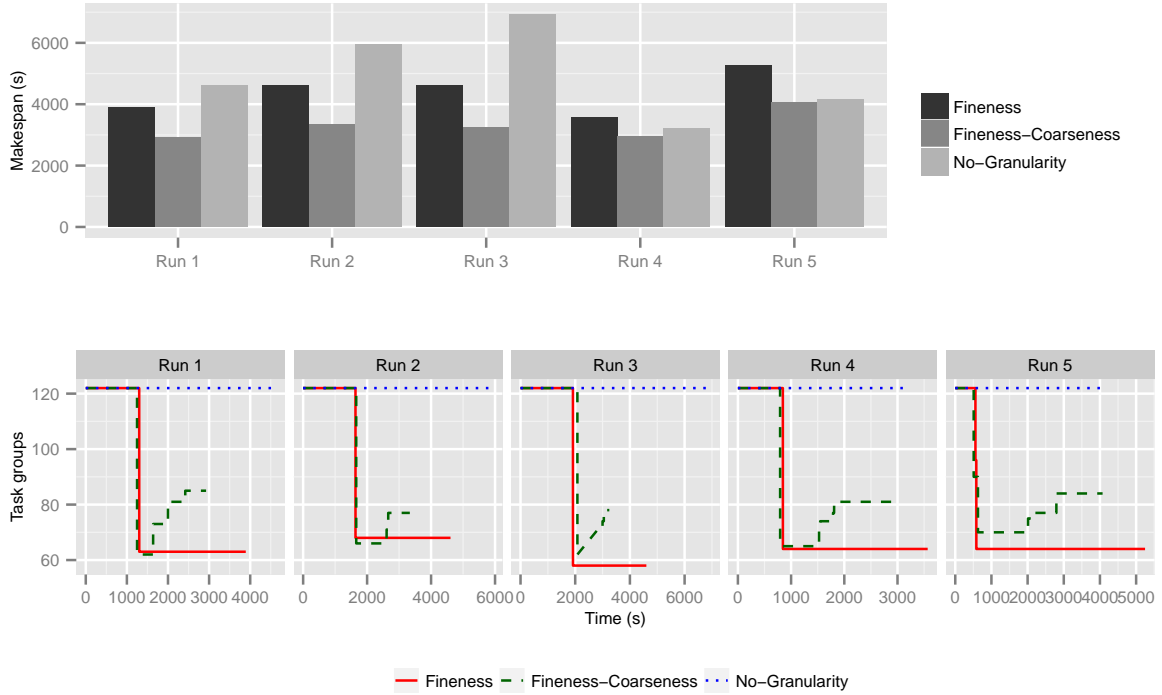 Makespan (s)
6000
4000
2000
0
Run 1 Run 2 Run 3 Run 4 Run 5
Fineness
Fineness−Coarseness
No−Granularity
Run 1 Run 2 Run 3 Run 4 Run 5
Task groups
120
100
80
60
0 1000 2000 3000 4000 0 2000 4000 6000 0 2000 4000 6000 0 1000 2000 3000 0 1000 2000 3000 4000 5000
Time (s)
Fineness Fineness−Coarseness No−Granularity